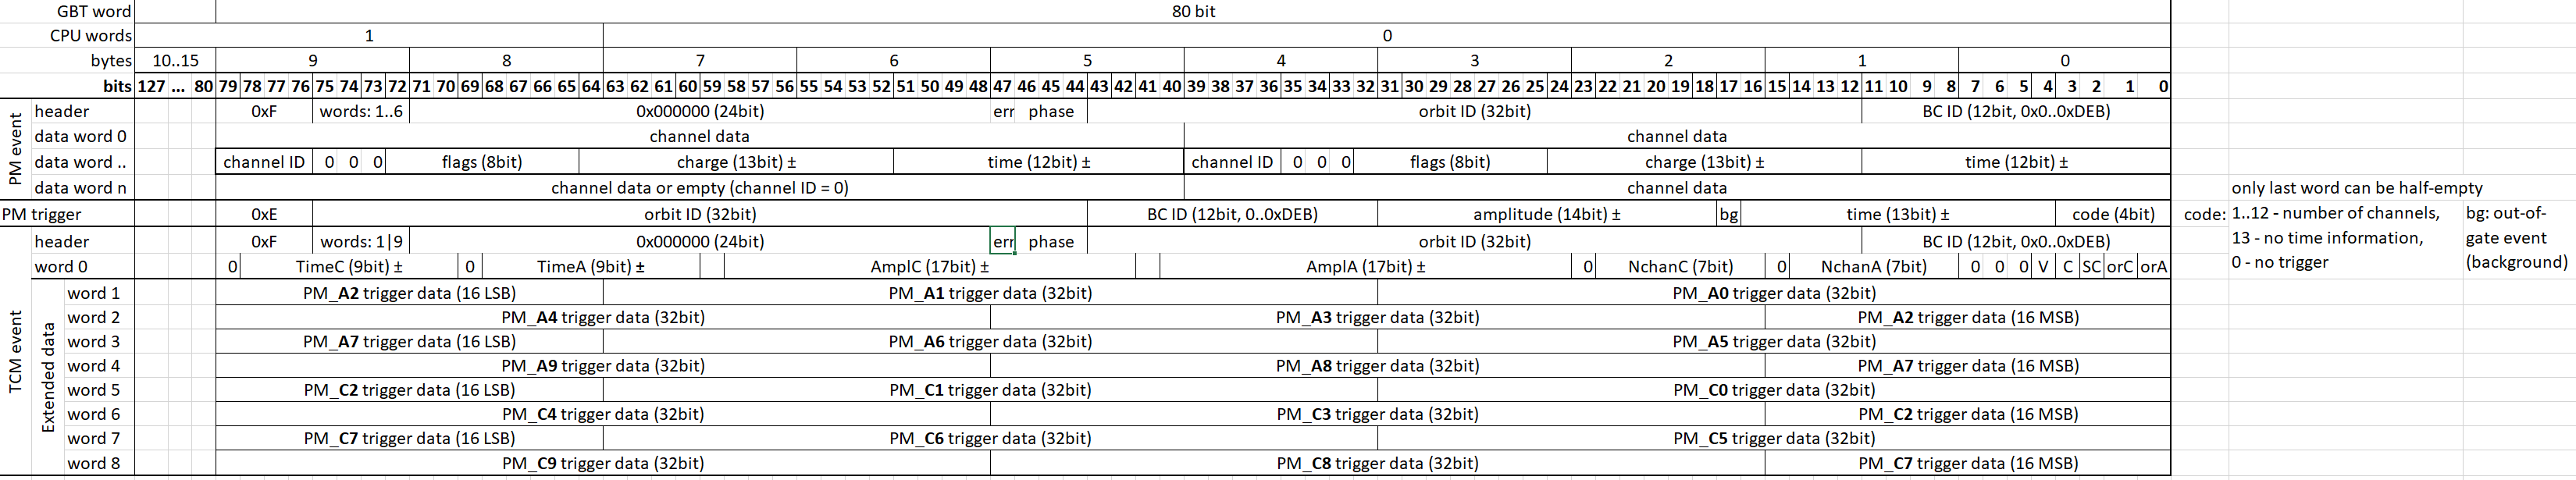 GBT word 80 bit
CPU words 1 0
bytes 10..15 9 8 7 6 5 4 3 2 1 0
bits 127 ... 80 79 78 77 76 75 74 73 72 71 70 69 68 67 66 65 64 63 62 61 60 59 58 57 56 55 54 53 52 51 50 49 48 47 46 45 44 43 42 41 40 39 38 37 36 35 34 33 32 31 30 29 28 27 26 25 24 23 22 21 20 19 18 17 16 15 14 13 12 11 10 9 8 7 6 5 4 3 2 1 0
PM event
header 0xF words: 1..6 0x000000 (24bit) err phase orbit ID (32bit) BC ID (12bit, 0x0..0xDEB)
data word 0 channel data channel data
data word .. channel ID 0 0 0 flags (8bit) charge (13bit) ± time (12bit) ± channel ID 0 0 0 flags (8bit) charge (13bit) ± time (12bit) ±
data word n channel data or empty (channel ID = 0) channel data only last word can be half-empty
PM trigger 0xE orbit ID (32bit) BC ID (12bit, 0..0xDEB) amplitude (14bit) ± bg time (13bit) ± code (4bit) code: 1..12 - number of channels, bg: out-of-
TCM event
header 0xF words: 1|9 0x000000 (24bit) err phase orbit ID (32bit) BC ID (12bit, 0x0..0xDEB) 13 - no time information, gate event
word 0 0 TimeC (9bit) ± 0 TimeA (9bit) ± AmplC (17bit) ± AmplA (17bit) ± 0 NchanC (7bit) 0 NchanA (7bit) 0 0 0 V C SC orC orA 0 - no trigger (background)
Extended data
word 1 PM_A2 trigger data (16 LSB) PM_A1 trigger data (32bit) PM_A0 trigger data (32bit)
word 2 PM_A4 trigger data (32bit) PM_A3 trigger data (32bit) PM_A2 trigger data (16 MSB)
word 3 PM_A7 trigger data (16 LSB) PM_A6 trigger data (32bit) PM_A5 trigger data (32bit)
word 4 PM_A9 trigger data (32bit) PM_A8 trigger data (32bit) PM_A7 trigger data (16 MSB)
word 5 PM_C2 trigger data (16 LSB) PM_C1 trigger data (32bit) PM_C0 trigger data (32bit)
word 6 PM_C4 trigger data (32bit) PM_C3 trigger data (32bit) PM_C2 trigger data (16 MSB)
word 7 PM_C7 trigger data (16 LSB) PM_C6 trigger data (32bit) PM_C5 trigger data (32bit)
word 8 PM_C9 trigger data (32bit) PM_C8 trigger data (32bit) PM_C7 trigger data (16 MSB)